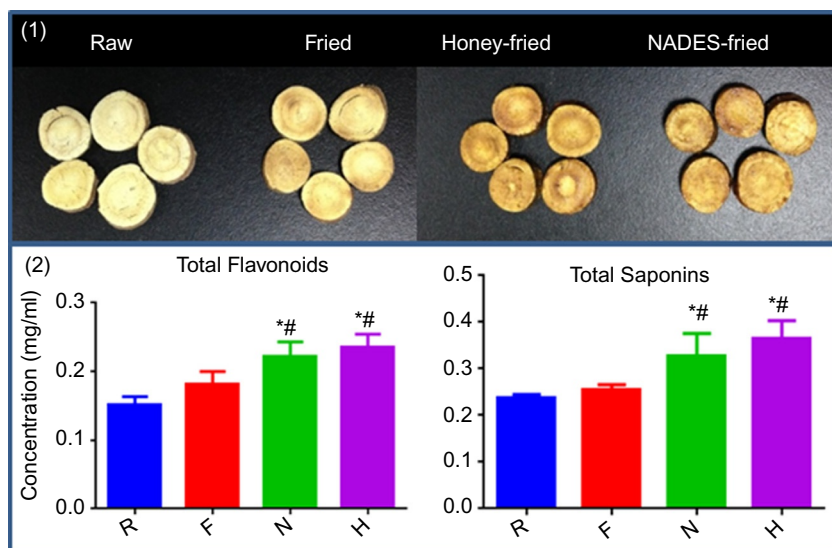 (1)
Raw Fried Honey-fried NADES-fried
(2)
Total Flavonoids
Concentration (mg/ml)
0.3
0.2
0.1
0.0
*# *#
R F N H
Total Saponins
0.5
0.4
0.3
0.2
0.1
0.0
*# *#
R F N H